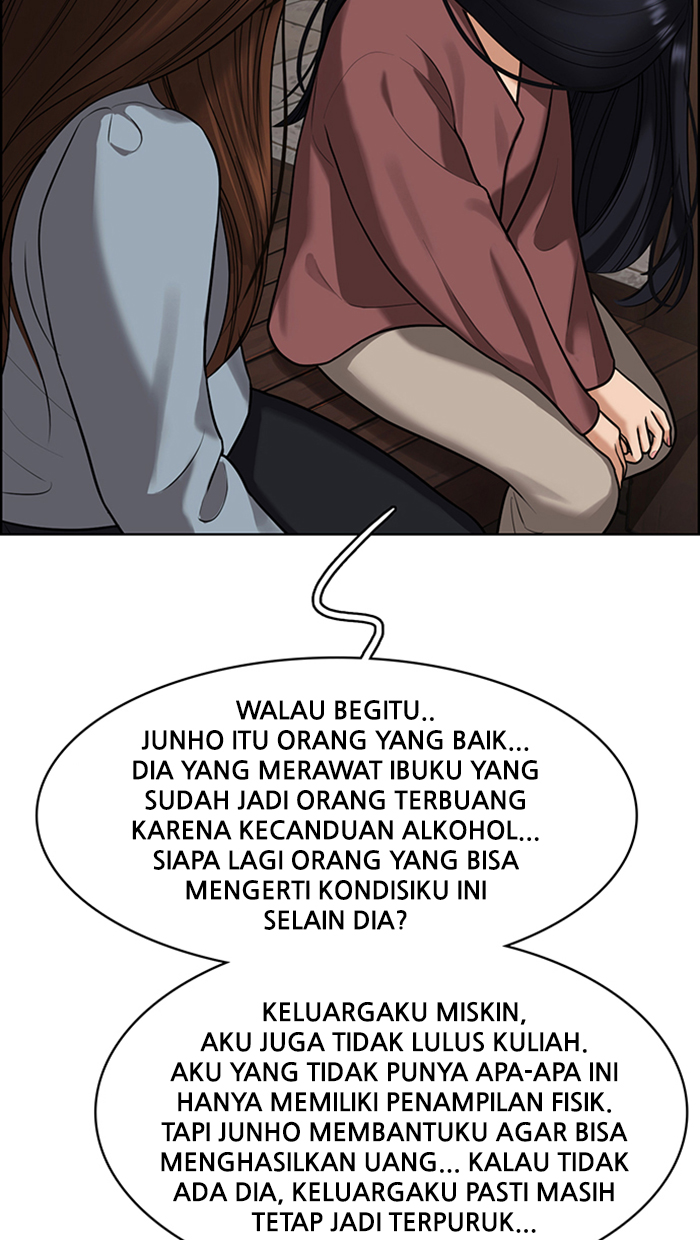 WALAU BEGITU..
JUNHO ITU ORANG YANG BAIK...
DIA YANG MERAWAT IBUKU YANG
SUDAH JADI ORANG TERBUANG
KARENA KECANDUAN ALKOHOL...
SIAPA LAGI ORANG YANG BISA
MENGERTI KONDISIKU INI
SELAIN DIA?
KELUARGAKU MISKIN,
AKU JUGA TIDAK LULUS KULIAH.
AKU YANG TIDAK PUNYA APA-APA INI
HANYA MEMILIKI PENAMPILAN FISIK.
TAPI JUNHO MEMBANTUKU AGAR BISA
MENGHASILKAN UANG... KALAU TIDAK
ADA DIA, KELUARGAKU PASTI MASIH
TETAP JADI TERPURUK...